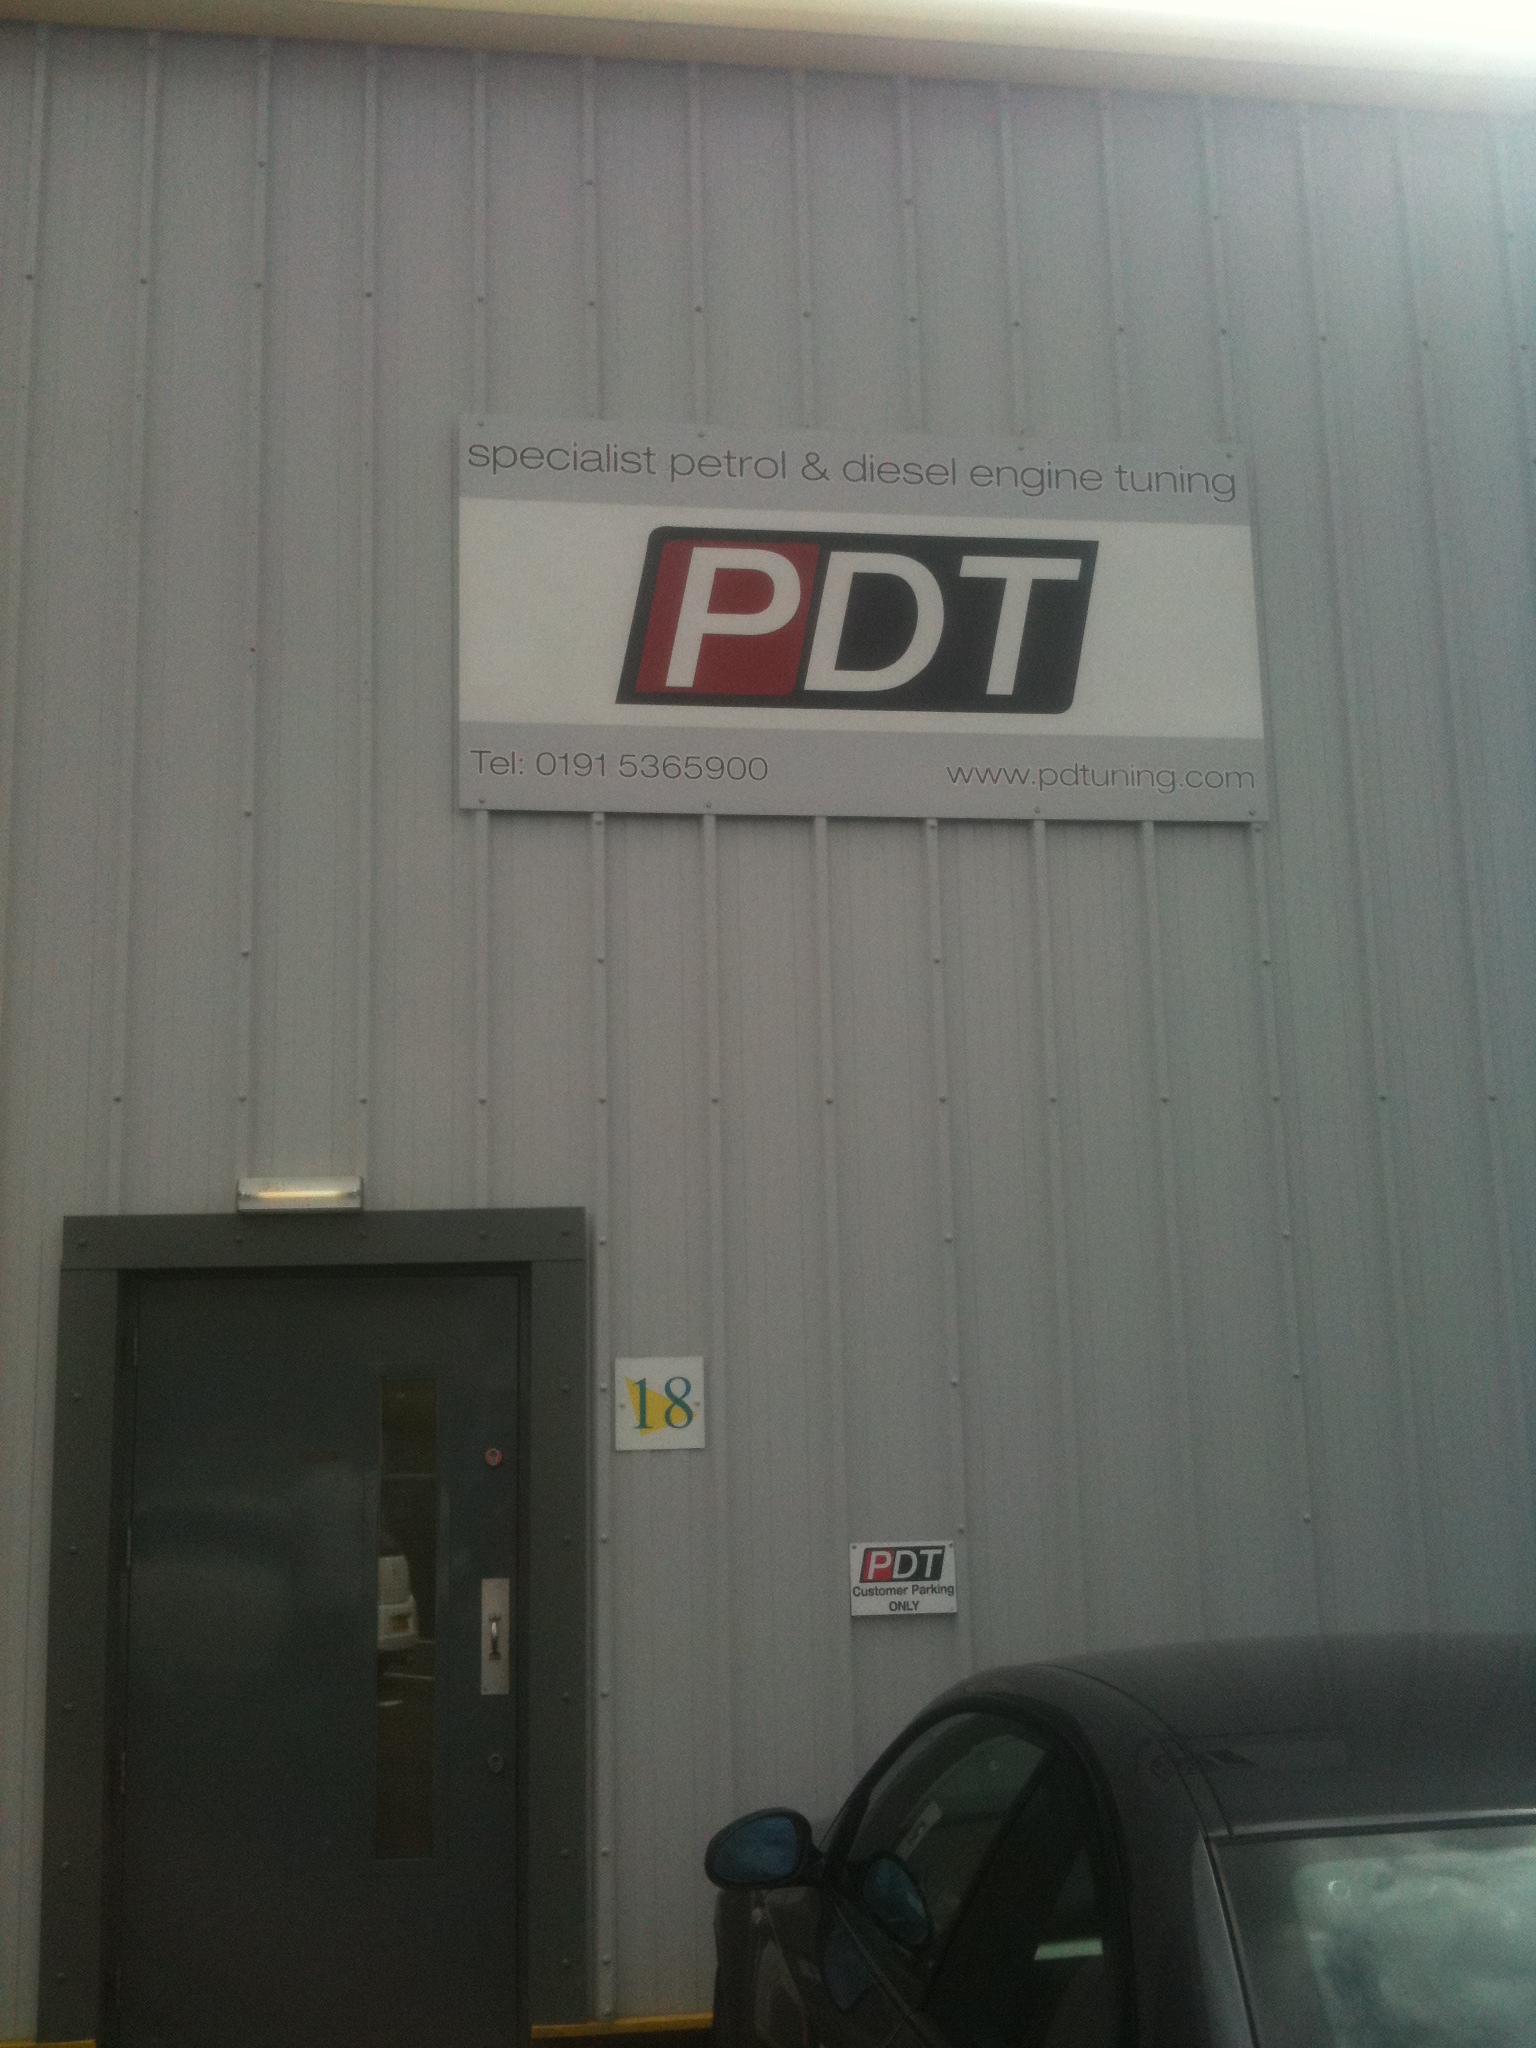 specialist petrol & diesel engine tuning
PDT
Tel: 0191 5365900 www.pdtuning.com
18
PDT
Customer Parking
ONLY